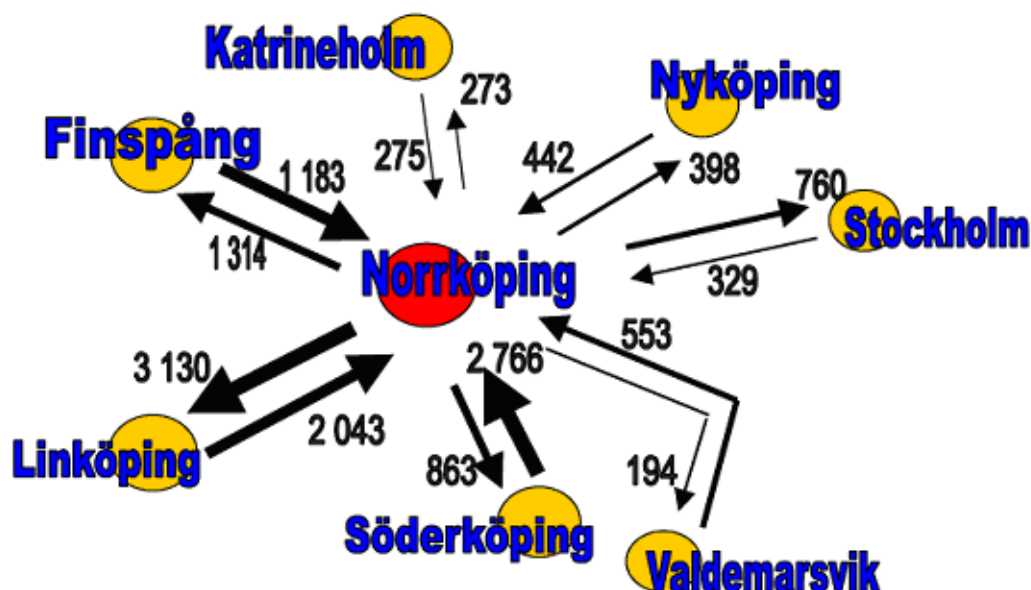 Katrineholm
Nyköping
273
Finspång
275
442
398
1 183
760
Stockholm
1 314
Norrköping
329
553
3 130
2 766
2 043
Linköping
863
194
Söderköping
Valdemarsvik